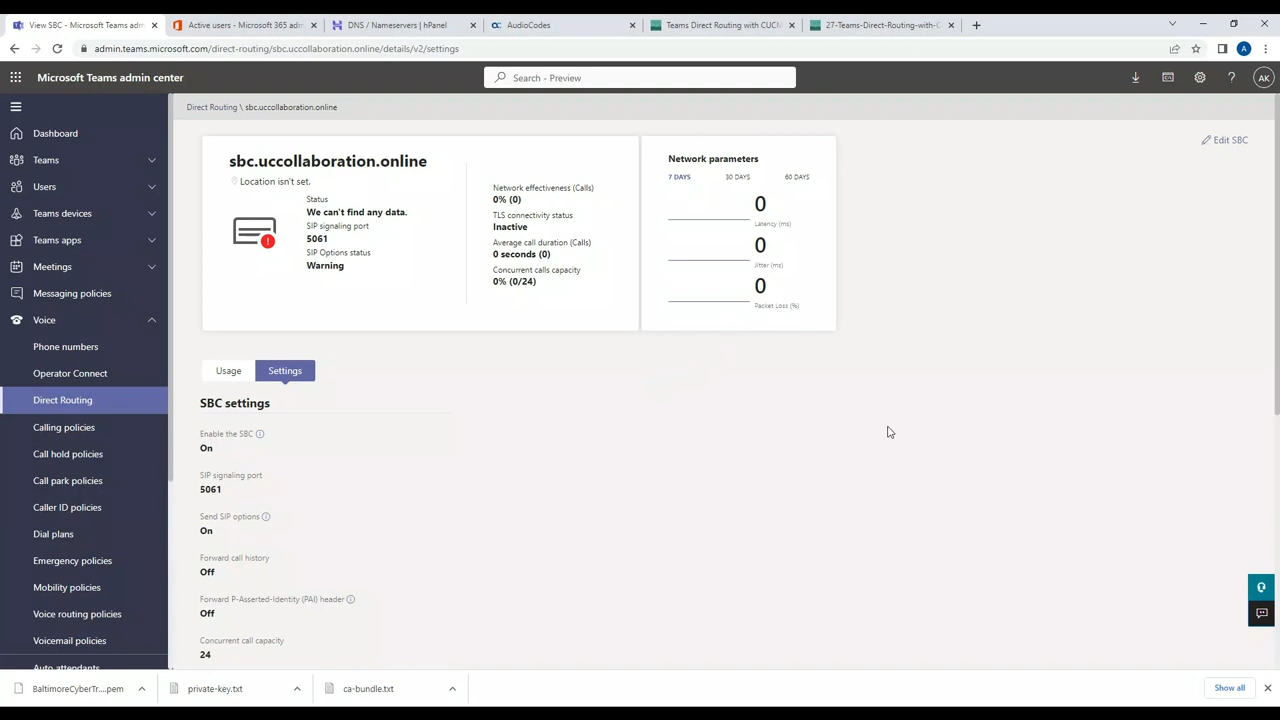 View SBC - Microsoft Teams adm
Active users - Microsoft 365 adm
DNS / Nameservers | hPanel
AudioCodes
Teams Direct Routing with CUCM
27-Teams-Direct-Routing-with-C
admin.teams.microsoft.com/direct-routing/sbc.uccollaboration.online/details/v2/settings
A
Microsoft Teams admin center
Search - Preview
AK
Direct Routing \ sbc.uccollaboration.online
Dashboard
Teams
Users
Teams devices
Teams apps
Meetings
Messaging policies
Voice
Phone numbers
Operator Connect
Direct Routing
Calling policies
Call hold policies
Call park policies
Caller ID policies
Dial plans
Emergency policies
Mobility policies
Voice routing policies
Voicemail policies
Auto attendants
Edit SBC
sbc.uccollaboration.online
Location isn't set.
Status
We can't find any data.
SIP signaling port
5061
SIP Options status
Warning
Network effectiveness (Calls)
0% (0)
TLS connectivity status
Inactive
Average call duration (Calls)
0 seconds (0)
Concurrent calls capacity
0% (0/24)
Network parameters
7 DAYS 30 DAYS 60 DAYS
0
Latency (ms)
0
Jitter (ms)
0
Packet Loss (%)
Usage
Settings
SBC settings
Enable the SBC
On
SIP signaling port
5061
Send SIP options
On
Forward call history
Off
Forward P-Asserted-Identity (PAI) header
Off
Concurrent call capacity
24
BaltimoreCyberTr....pem
private-key.txt
ca-bundle.txt
Show all